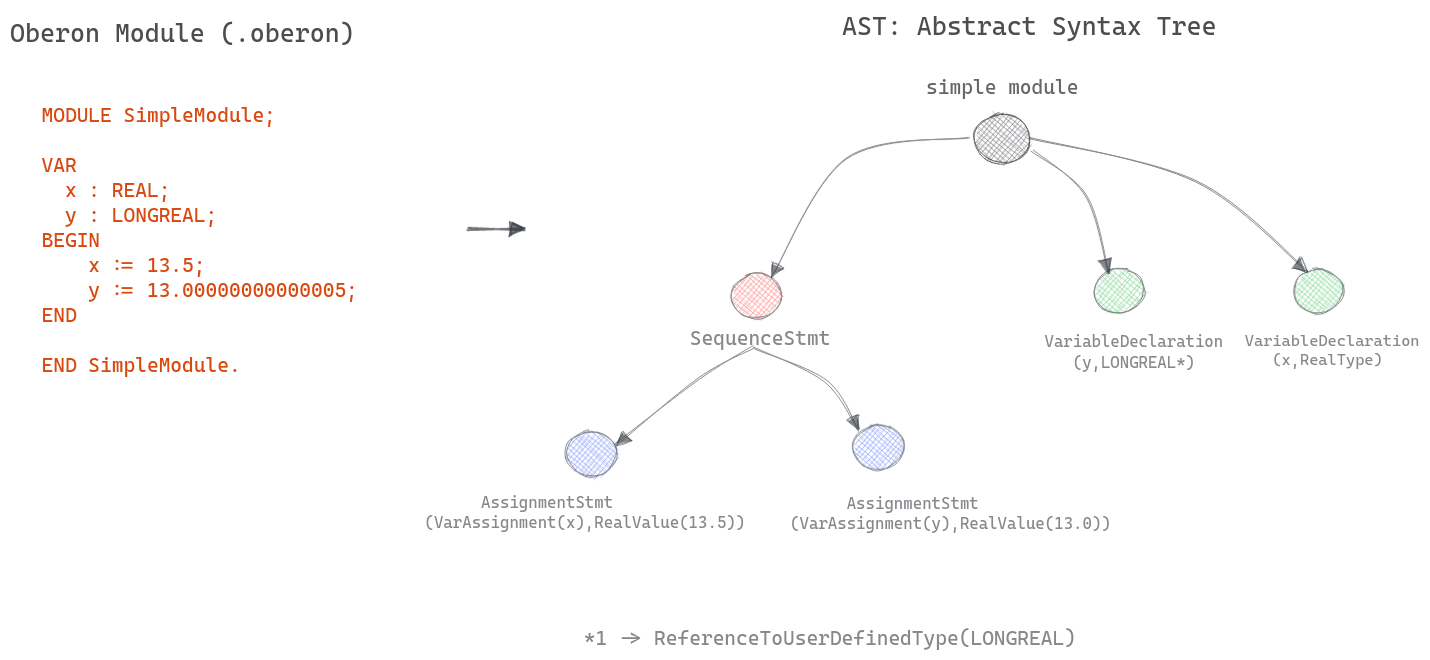 Oberon Module (.oberon)
MODULE SimpleModule;
VAR
x : REAL;
y : LONGREAL;
BEGIN
x := 13.5;
y := 13.00000000000005;
END
END SimpleModule.
AST: Abstract Syntax Tree
simple module
SequenceStmt
VariableDeclaration
(y,LONGREAL*)
VariableDeclaration
(x,RealType)
AssignmentStmt
(VarAssignment(x),RealValue(13.5))
AssignmentStmt
(VarAssignment(y),RealValue(13.0))
*1 -> ReferenceToUserDefinedType(LONGREAL)